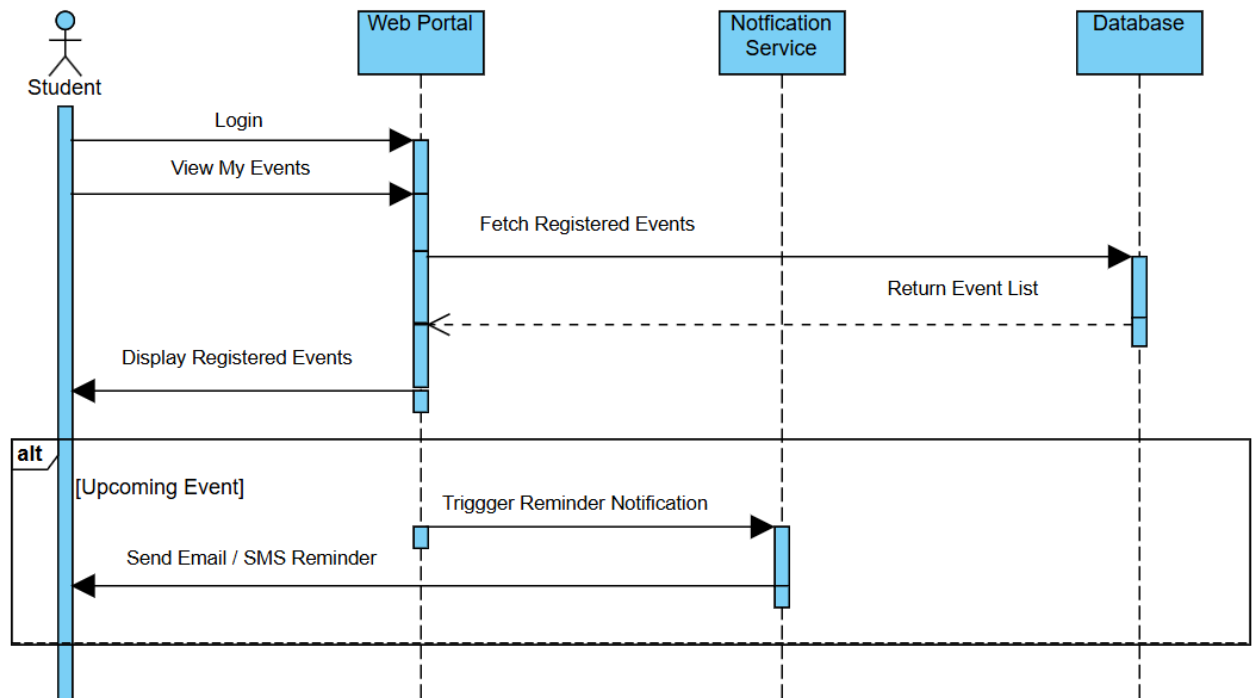 Web Portal
Notfication
Service
Database
Student
Login
View My Events
Fetch Registered Events
Return Event List
Display Registered Events
alt
[Upcoming Event]
Triggger Reminder Notification
Send Email / SMS Reminder